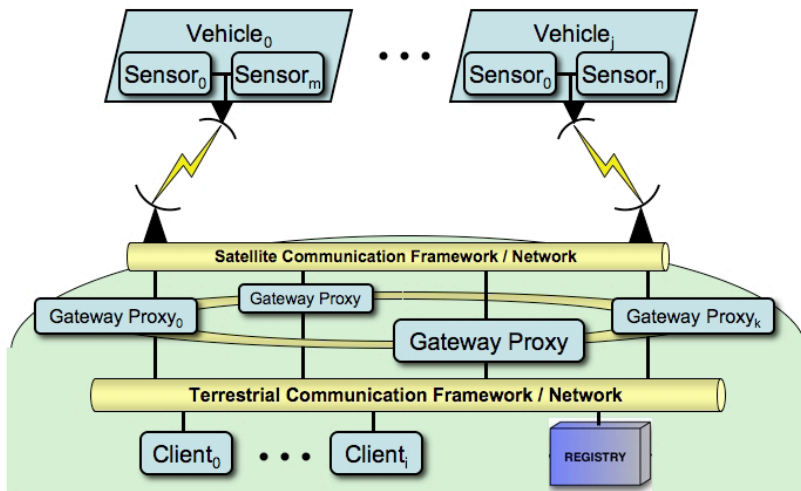 Vehicle₀
Sensor₀ Sensorₘ
• • •
Vehicleⱼ
Sensor₀ Sensorₙ
Satellite Communication Framework / Network
Gateway Proxy₀
Gateway Proxy
Gateway Proxy
Gateway Proxyₖ
Terrestrial Communication Framework / Network
Client₀ • • • Clientᵢ
REGISTRY